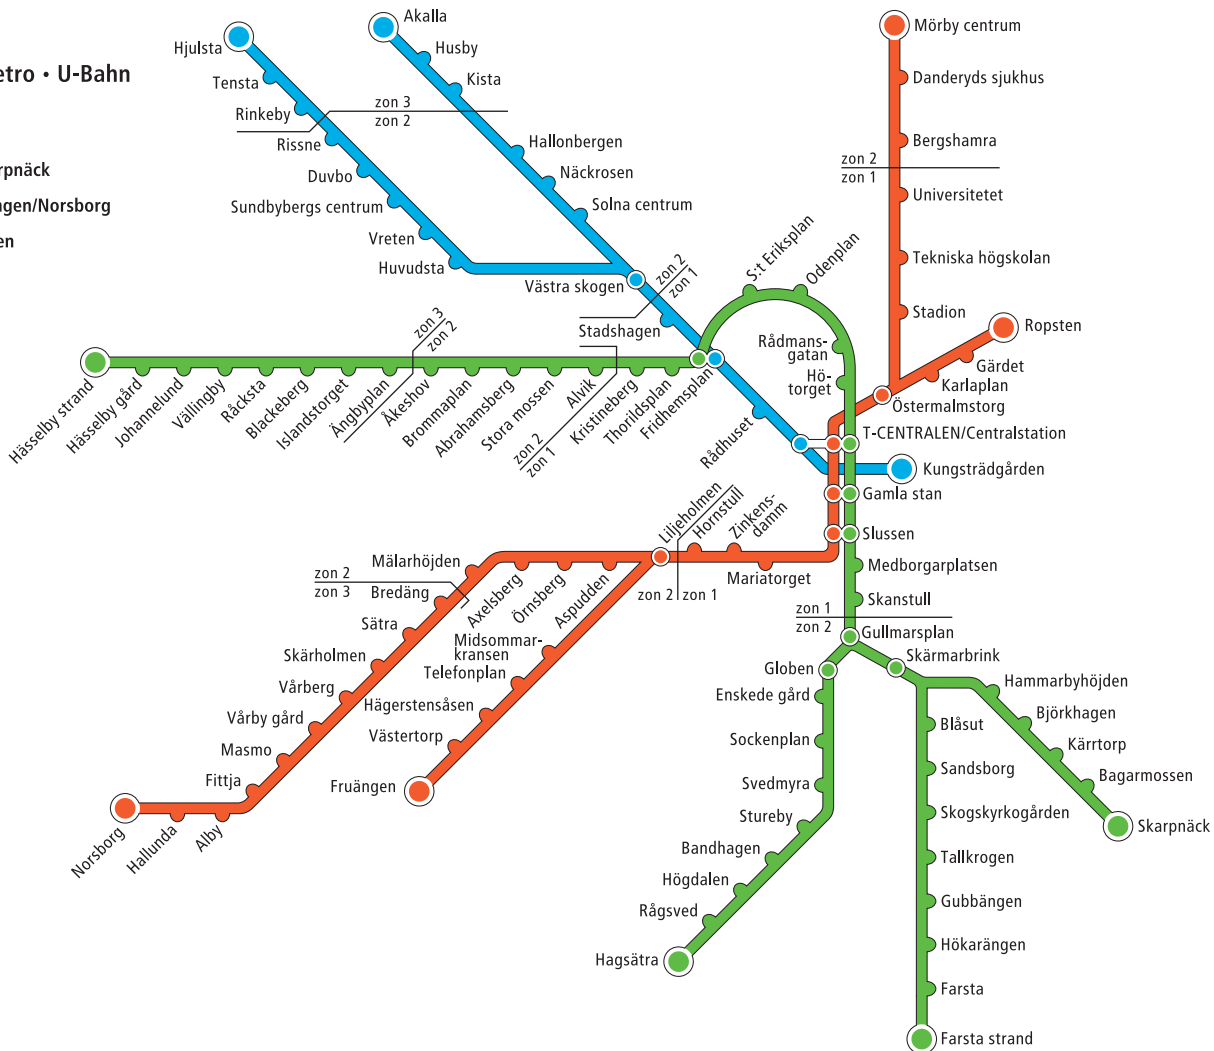 etro • U-Bahn
rpnäck
gen/Norsborg
en
Hjulsta
Tensta
Rinkeby
Rissne
Duvbo
Sundbybergs centrum
Vreten
Huvudsta
Akalla
Husby
Kista
zon 3
zon 2
Hallonbergen
Näckrosen
Solna centrum
Västra skogen
zon 2
zon 1
Stadshagen
Mörby centrum
Danderyds sjukhus
Bergshamra
zon 2
zon 1
Universitetet
Tekniska högskolan
Stadion
Ropsten
Gärdet
Karlaplan
Östermalmstorg
S:t Eriksplan
Odenplan
Rådmans-
gatan
Hö-
torget
zon 3
zon 2
Hässelby strand
Hässelby gård
Johannelund
Vällingby
Råcksta
Blackeberg
Islandstorget
Ängbyplan
Åkeshov
Brommaplan
Abrahamsberg
Stora mossen
Alvik
Kristineberg
Thorildsplan
Fridhemsplan
zon 2
zon 1
Rådhuset
T-CENTRALEN/Centralstation
Kungsträdgården
Gamla stan
Slussen
Medborgarplatsen
Skanstull
zon 1
zon 2
Gullmarsplan
Skärmarbrink
Liljeholmen
Hornstull
Zinkens-
damm
Mariatorget
zon 2
zon 1
Mälarhöjden
zon 2
zon 3
Bredäng
Sätra
Skärholmen
Vårberg
Vårby gård
Masmo
Fittja
Norsborg
Hallunda
Alby
Axelsberg
Örnsberg
Aspudden
Midsommar-
kransen
Telefonplan
Hägerstensåsen
Västertorp
Fruängen
Globen
Enskede gård
Sockenplan
Svedmyra
Stureby
Bandhagen
Högdalen
Rågsved
Hagsätra
Hammarbyhöjden
Björkhagen
Kärrtorp
Bagarmossen
Skarpnäck
Blåsut
Sandsborg
Skogskyrkogården
Tallkrogen
Gubbängen
Hökarängen
Farsta
Farsta strand